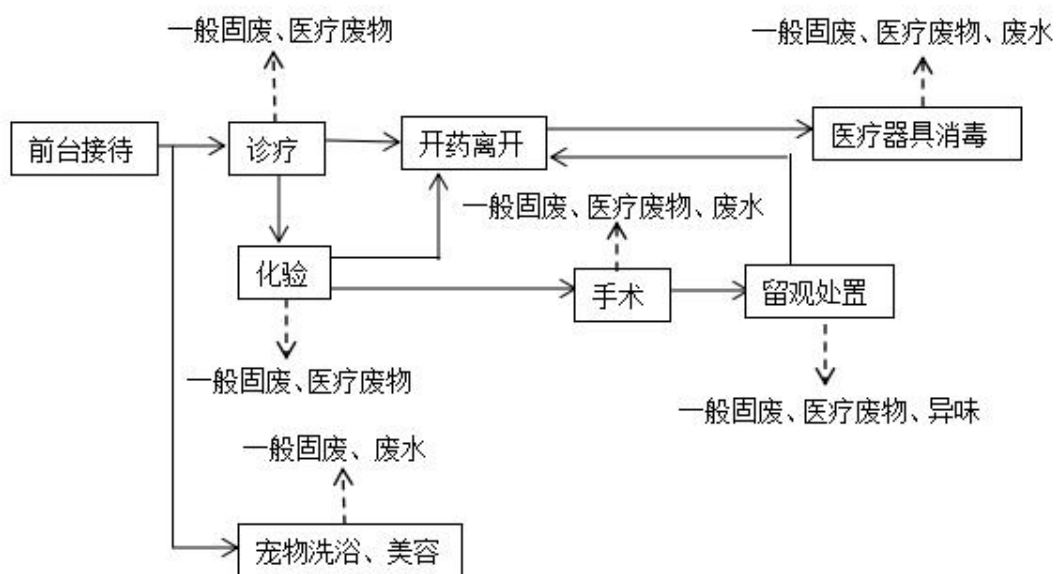 一般固废、医疗废物
一般固废、医疗废物、废水
前台接待
诊疗
开药离开
医疗器具消毒
一般固废、医疗废物、废水
化验
手术
留观处置
一般固废、医疗废物
一般固废、医疗废物、异味
一般固废、废水
宠物洗浴、美容